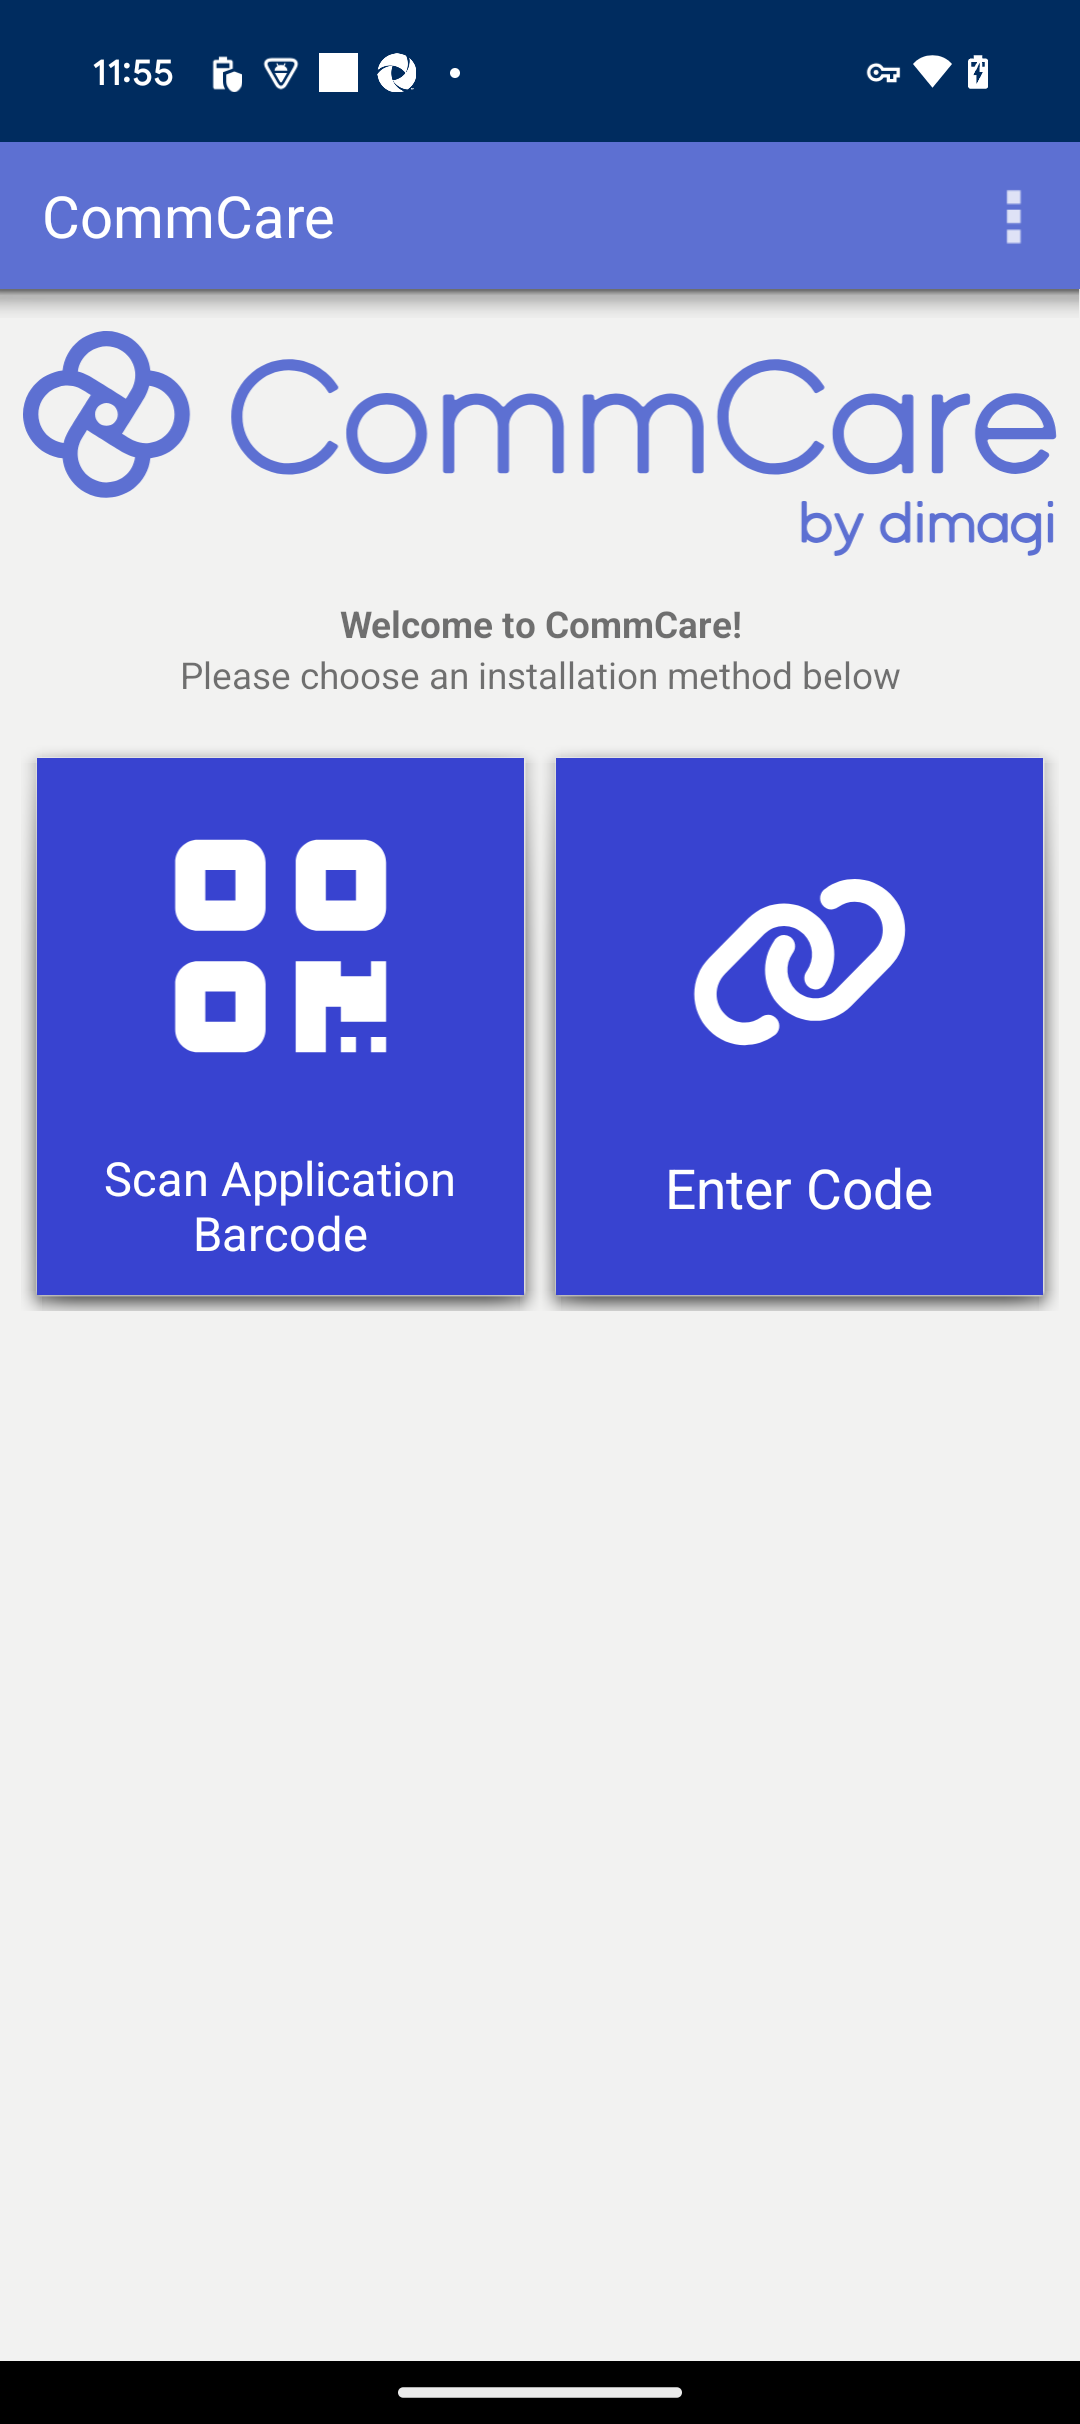 11:55
CommCare
CommCare
by dimagi
Welcome to CommCare!
Please choose an installation method below
Scan Application
Barcode
Enter Code